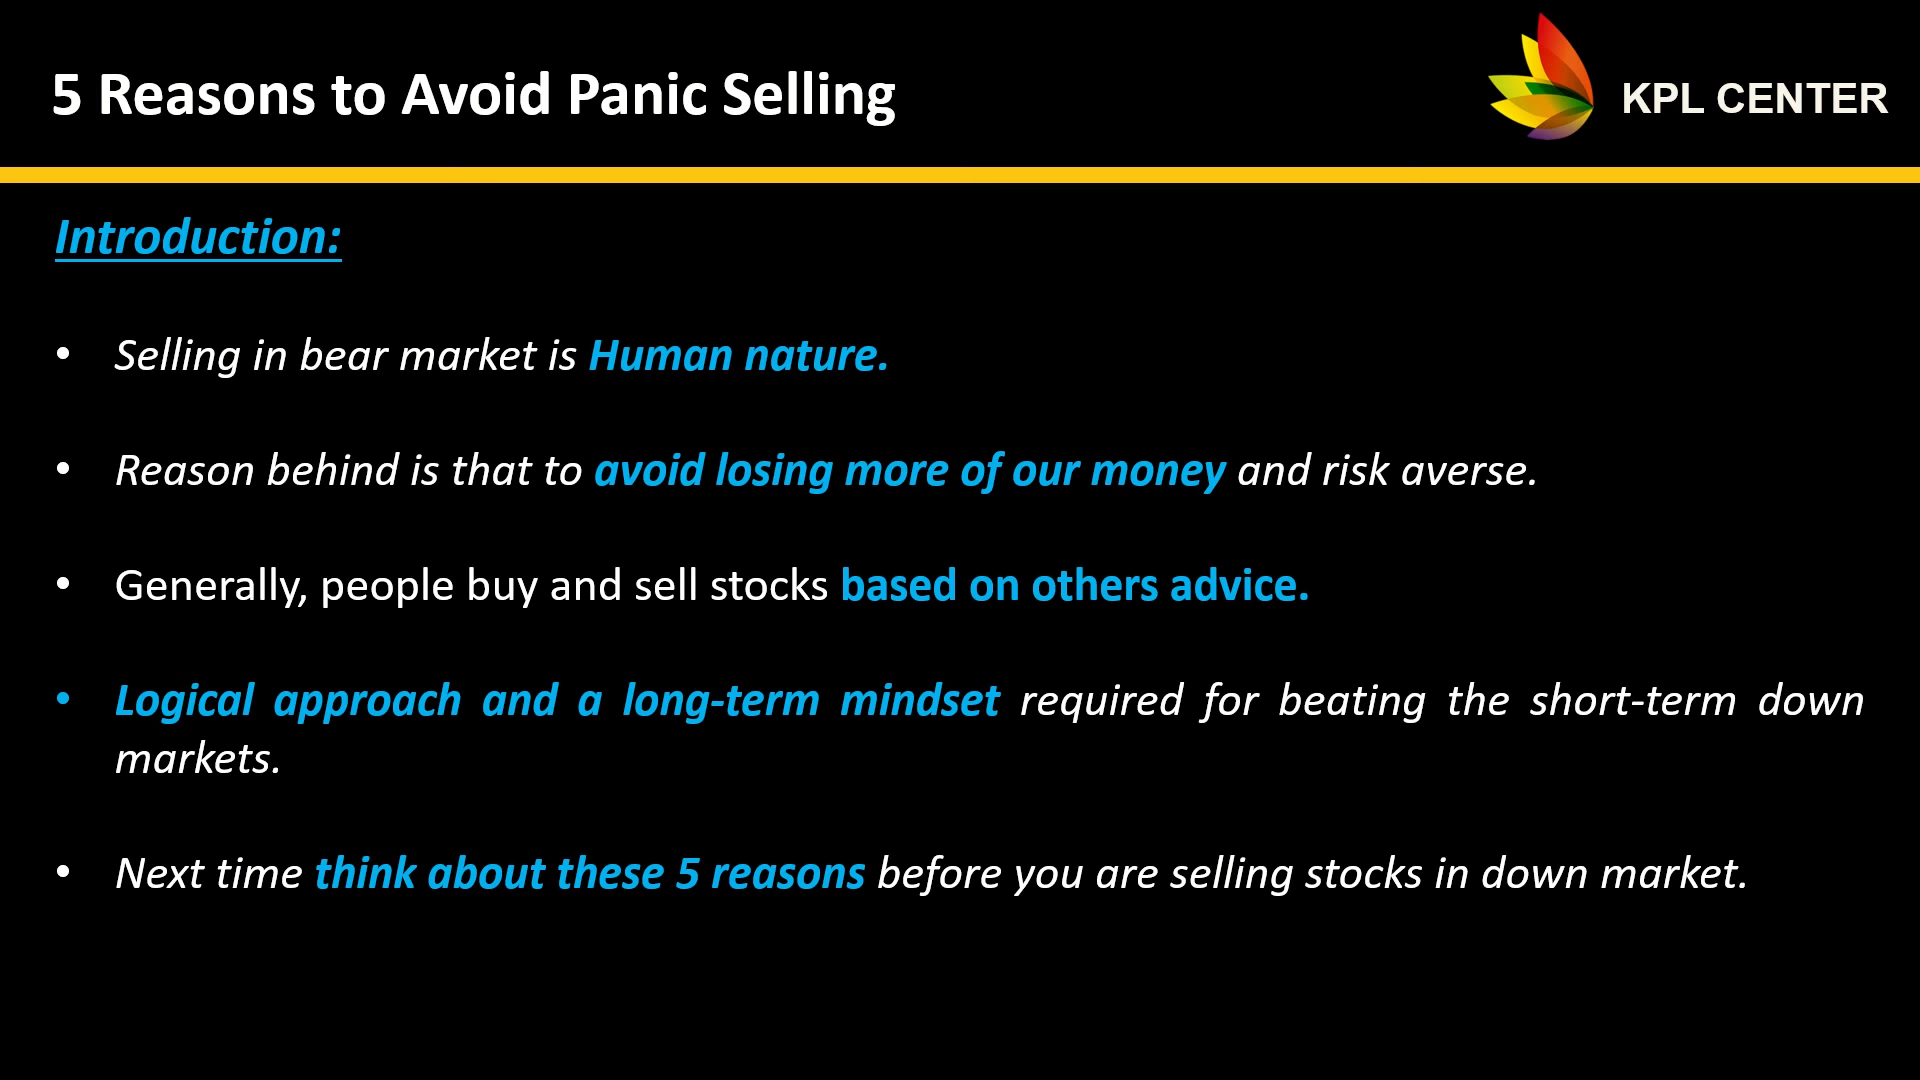 5 Reasons to Avoid Panic Selling
KPL CENTER
Introduction:
• Selling in bear market is Human nature.
• Reason behind is that to avoid losing more of our money and risk averse.
• Generally, people buy and sell stocks based on others advice.
• Logical approach and a long-term mindset required for beating the short-term down
markets.
• Next time think about these 5 reasons before you are selling stocks in down market.